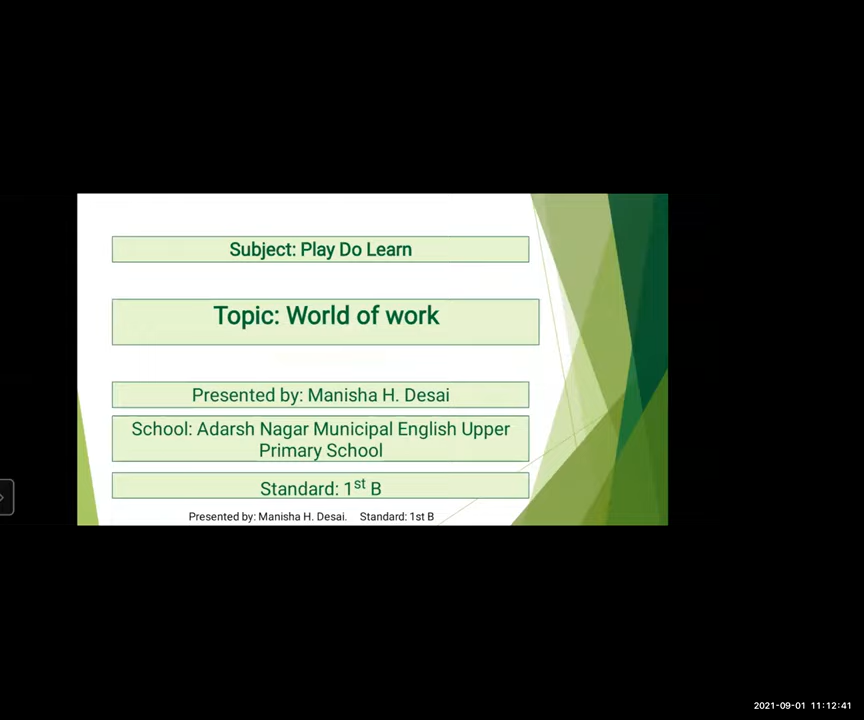 Subject: Play Do Learn
Topic: World of work
Presented by: Manisha H. Desai
School: Adarsh Nagar Municipal English Upper
Primary School
Standard: 1st B
Presented by: Manisha H. Desai. Standard: 1st B
2021-09-01 11:12:41